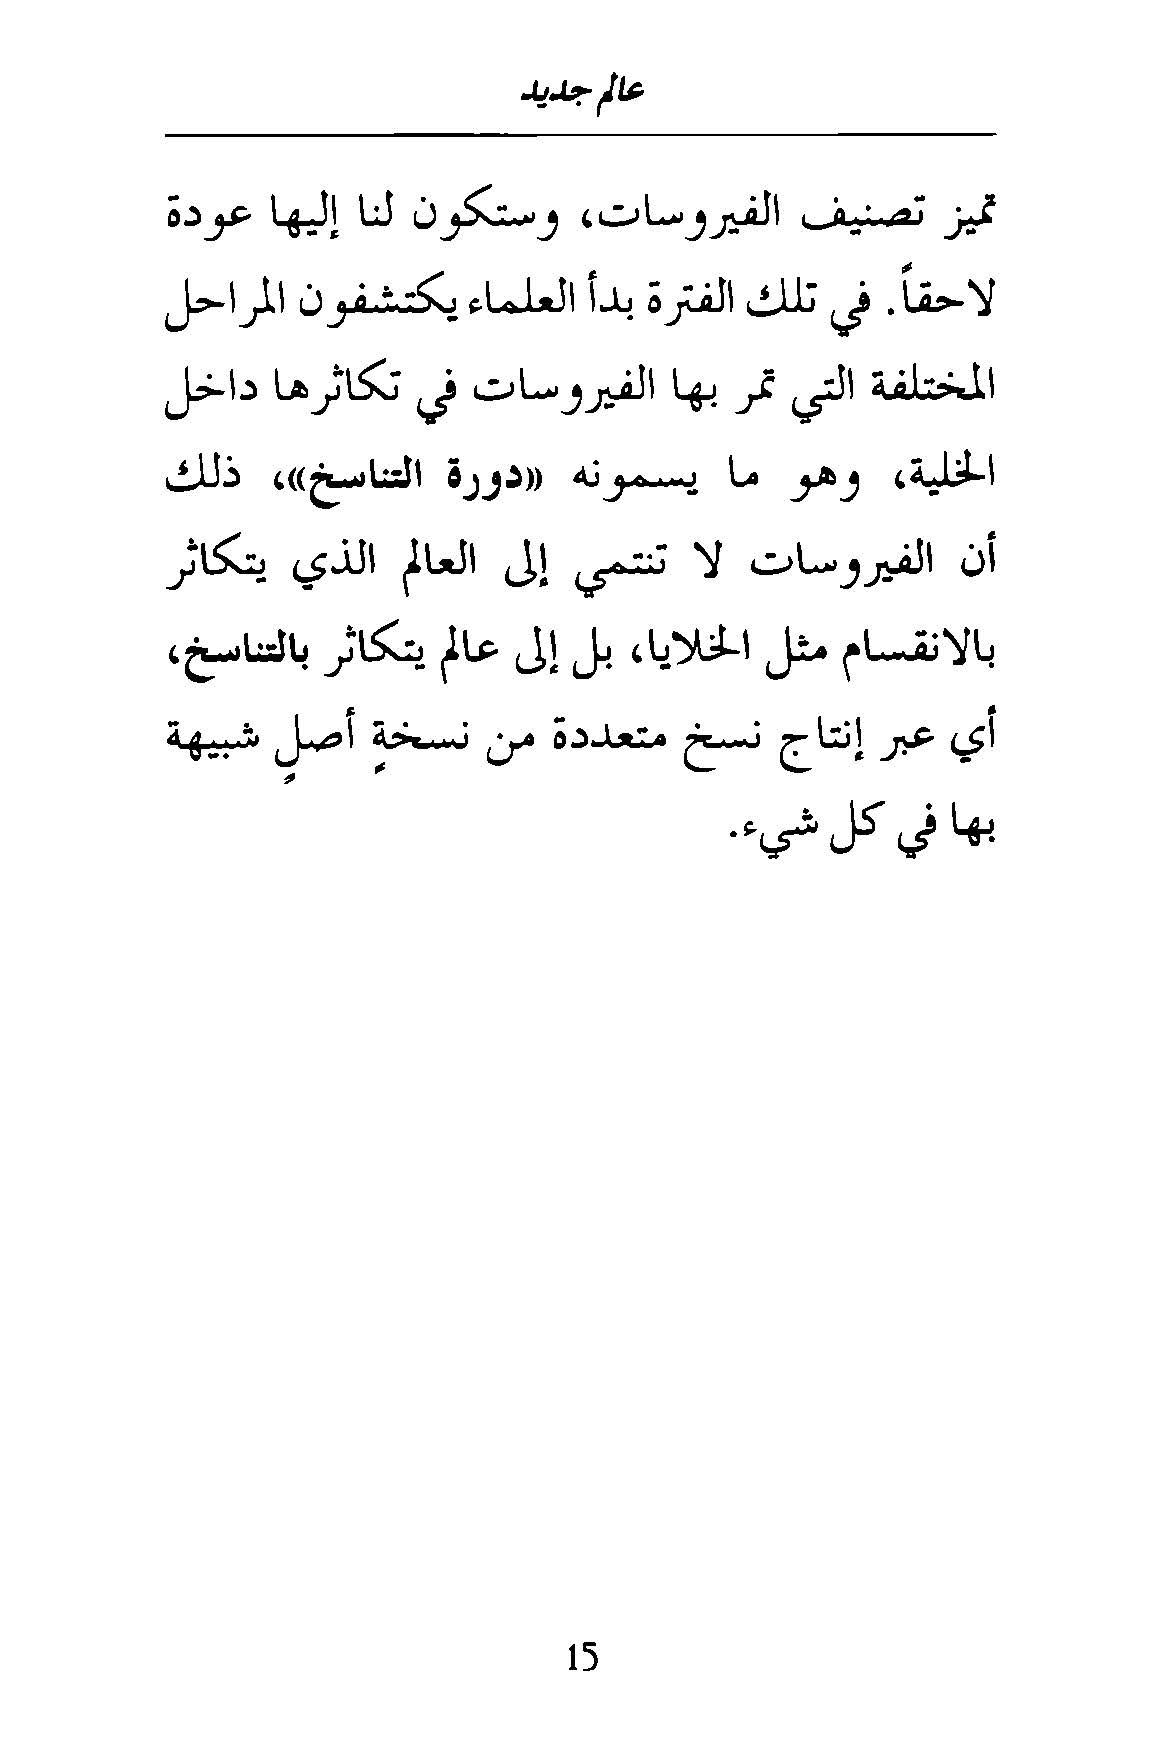 عالم جديد
تميز تصنيف الفيروسات، وستكون لنا إليها عودة
لاحقاً. في تلك الفترة بدأ العلماء يكتشفون المراحل
المختلفة التي تمر بها الفيروسات في تكاثرها داخل
الخلية، وهو ما يسمونه «دورة التناسخ»، ذلك
أن الفيروسات لا تنتمي إلى العالم الذي يتكاثر
بالانقسام مثل الخلايا، بل إلى عالم يتكاثر بالتناسخ،
أي عبر إنتاج نسخ متعددة من نسخةٍ أصلٍ شبيهة
بها في كل شيء.
15